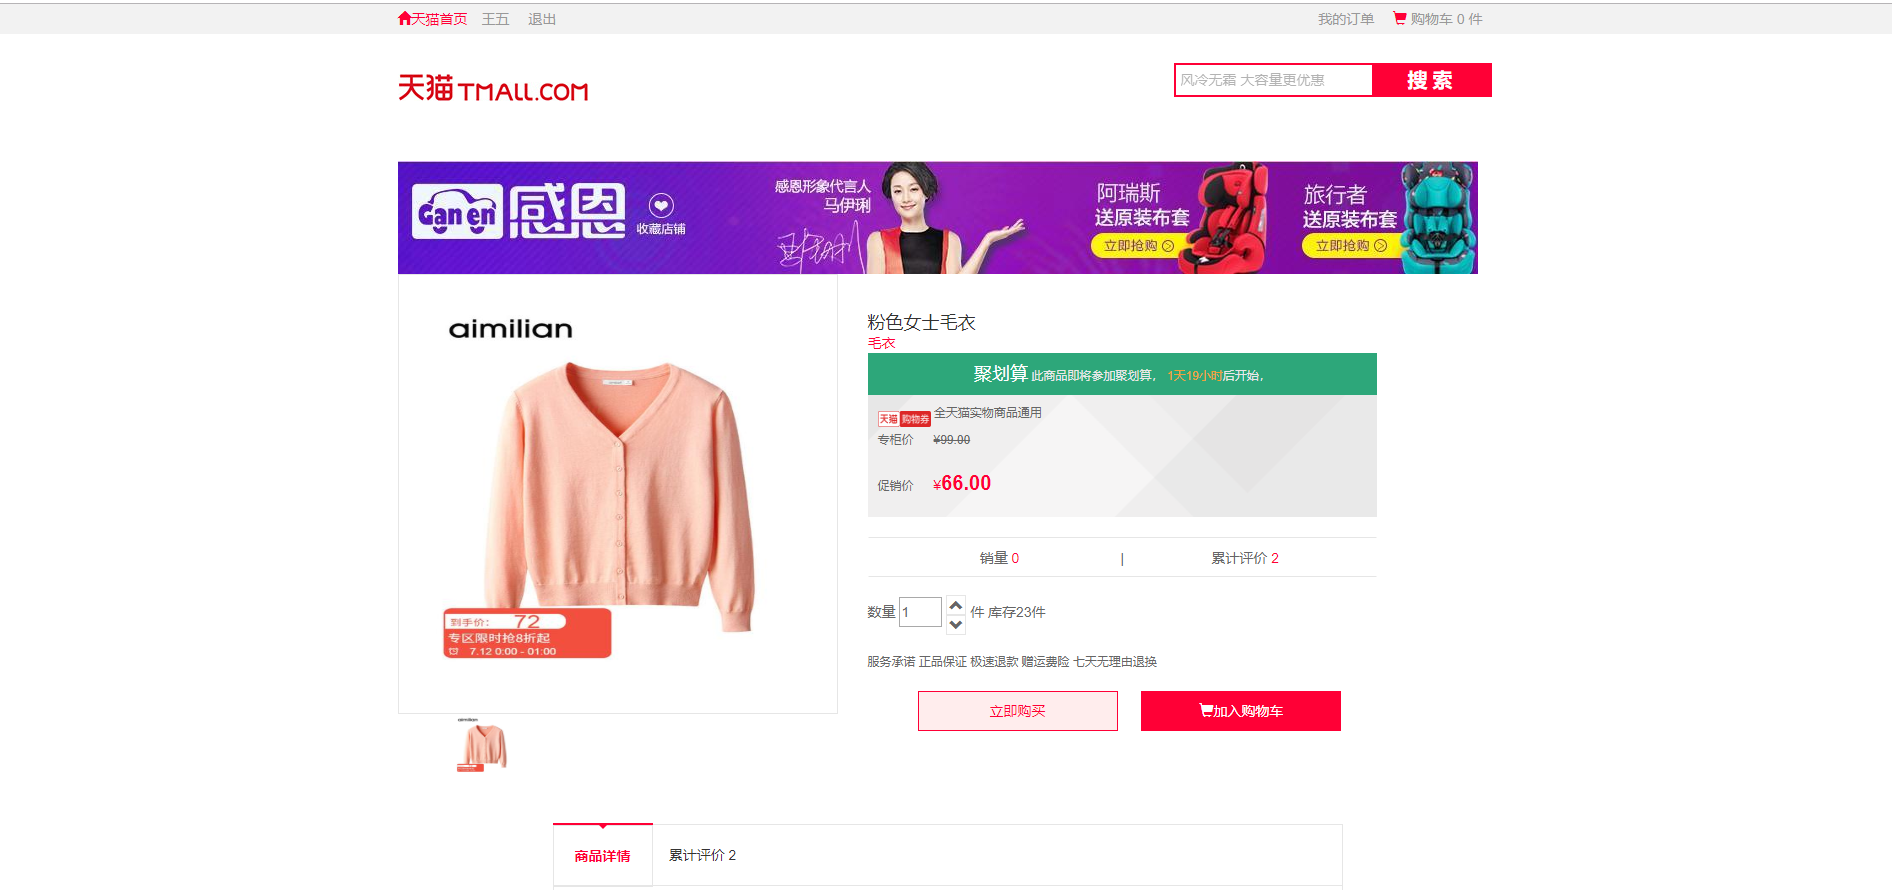 天猫首页 王五 退出 我的订单 购物车 0 件
天猫 TMALL.COM
风冷无霜 大容量更优惠 搜 索
Gan en 感恩 收藏店铺
感恩形象代言人
马伊琍
阿瑞斯
送原装布套
立即抢购
旅行者
送原装布套
立即抢购
aimilian
到手价： 72
专区限时抢8折起
7.12 0:00 - 01:00
aimilian
粉色女士毛衣
毛衣
聚划算 此商品即将参加聚划算， 1天19小时后开始，
天猫 购物券 全天猫实物商品通用
专柜价 ¥99.00
促销价 ¥66.00
销量 0 | 累计评价 2
数量 1 件 库存23件
服务承诺 正品保证 极速退款 赠运费险 七天无理由退换
立即购买 加入购物车
商品详情 累计评价 2